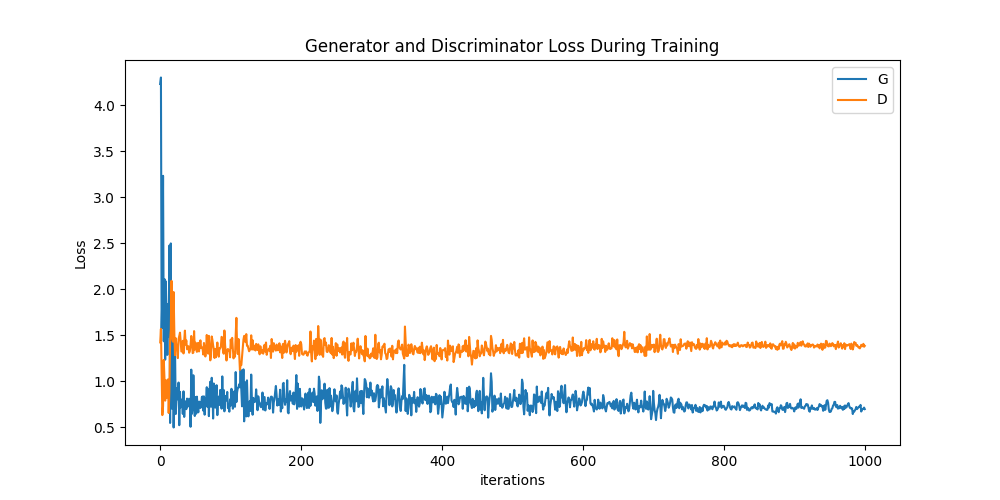 Generator and Discriminator Loss During Training
G
D
4.0
3.5
3.0
2.5
2.0
1.5
1.0
0.5
Loss
0 200 400 600 800 1000
iterations